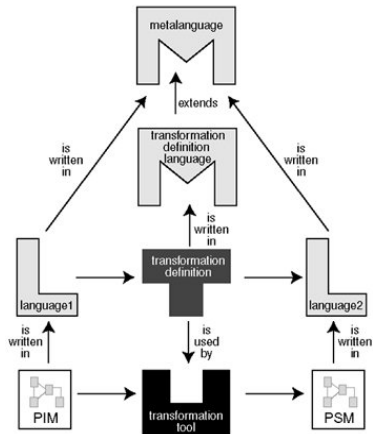 metalanguage
extends
is
written
in
is
written
in
transformation
definition
language
is
written
in
transformation
definition
language1
language2
is
written
in
is
used
by
is
written
in
PIM
transformation
tool
PSM